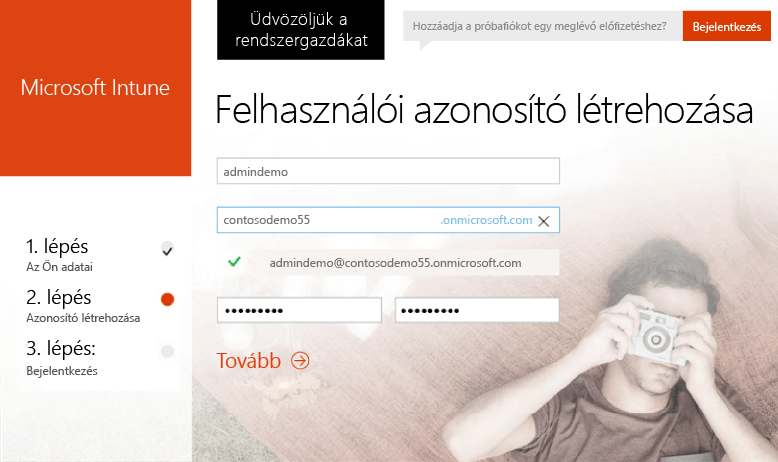 Üdvözöljük a
rendszergazdákat
Hozzáadja a próbafiókot egy meglévő előfizetéshez?
Bejelentkezés
Microsoft Intune
Felhasználói azonosító létrehozása
admindemo
contosodemo55
.onmicrosoft.com
admindemo@contosodemo55.onmicrosoft.com
1. lépés
Az Ön adatai
2. lépés
Azonosító létrehozása
3. lépés:
Bejelentkezés
Tovább